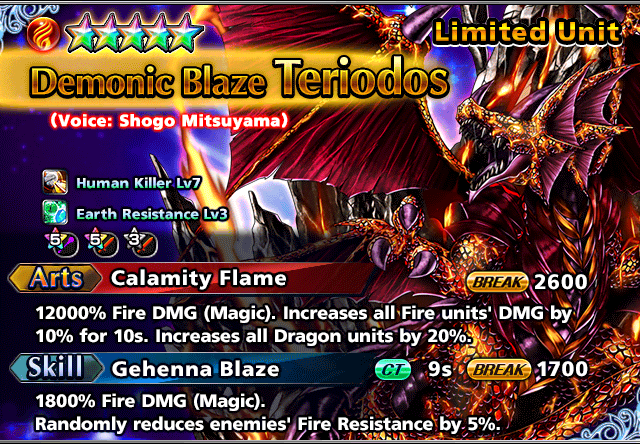 Limited Unit
Demonic Blaze Teriodos
(Voice: Shogo Mitsuyama)
Human Killer Lv7
Earth Resistance Lv3
5 5 3
Arts Calamity Flame BREAK 2600
12000% Fire DMG (Magic). Increases all Fire units' DMG by
10% for 10s. Increases all Dragon units by 20%.
Skill Gehenna Blaze CT 9s BREAK 1700
1800% Fire DMG (Magic).
Randomly reduces enemies' Fire Resistance by 5%.